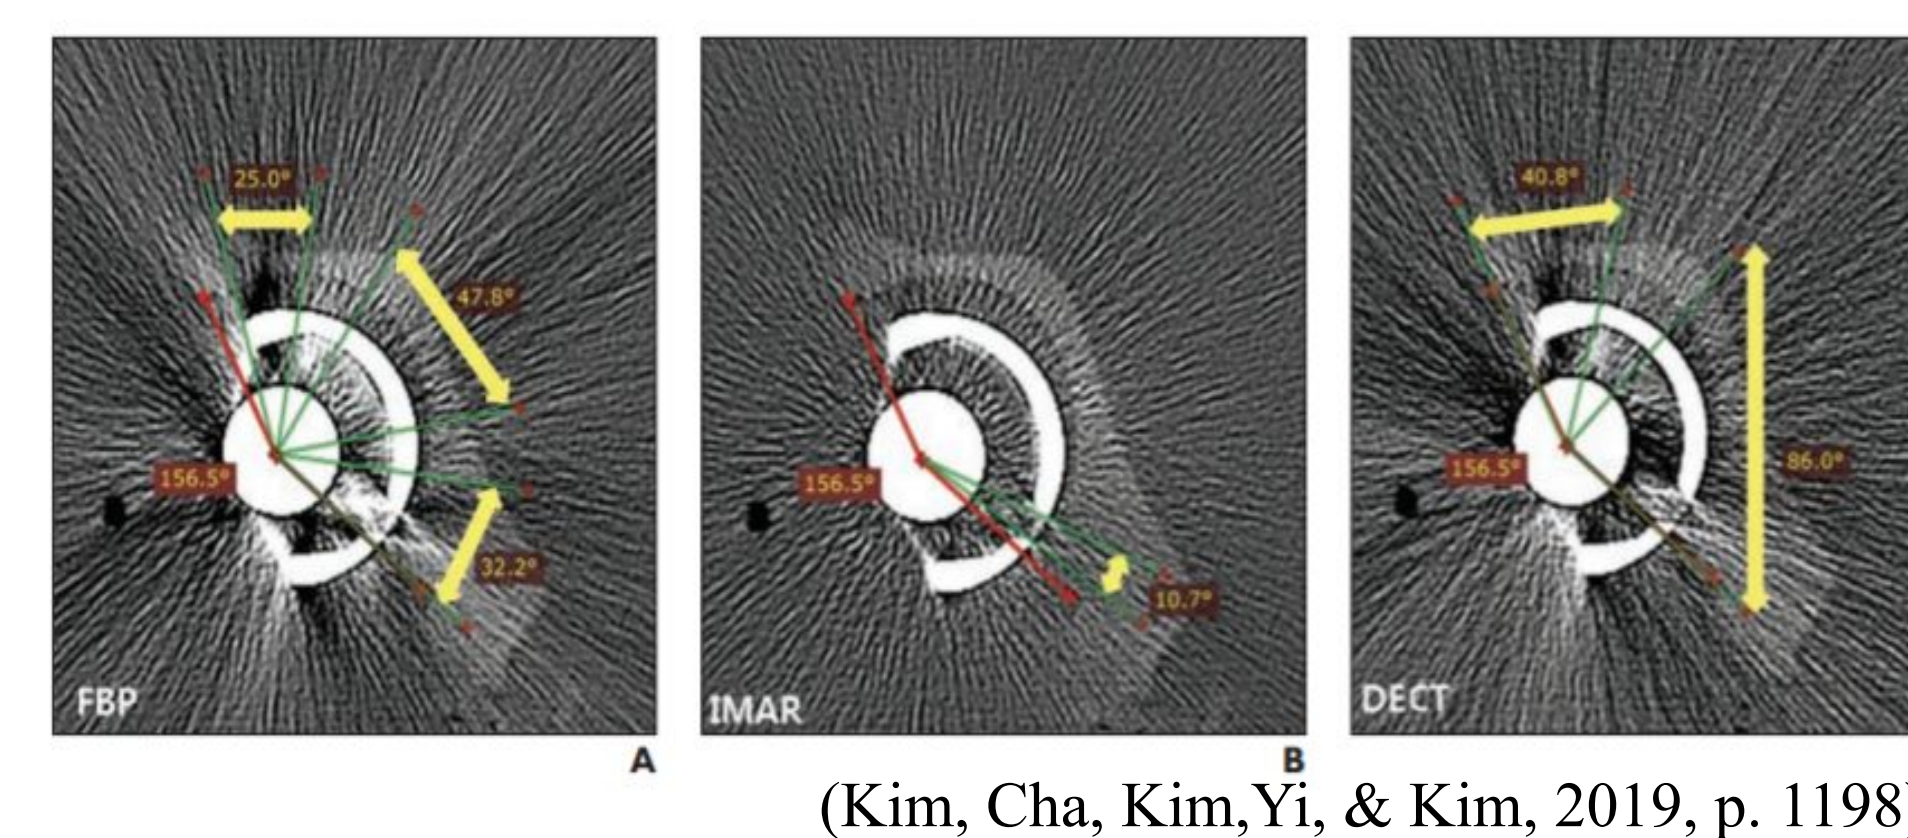 25.0°
47.8°
156.5°
32.2°
FBP
A
156.5°
10.7°
IMAR
B
40.8°
86.0°
156.5°
DECT
(Kim, Cha, Kim,Yi, & Kim, 2019, p. 1198)